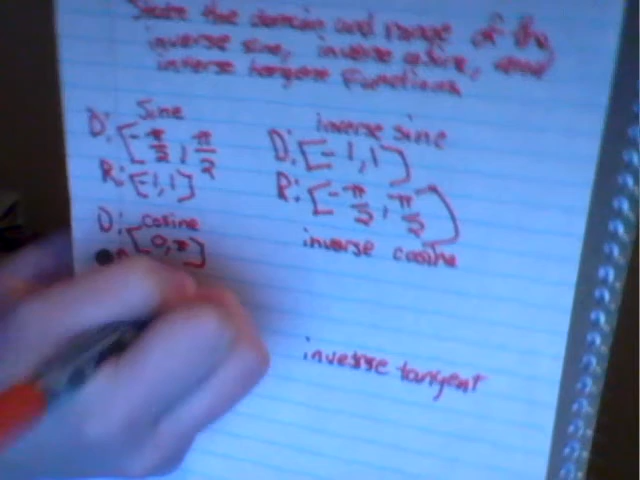 State the domain and range of the
inverse sine, inverse cosine, and
inverse tangent functions
Sine
D: [-π/2, π/2
R: [-1, 1]
inverse sine
D: [-1, 1]
R: [-π/2, π/2]
cosine
D: [0, π]
inverse cosine
inverse tangent